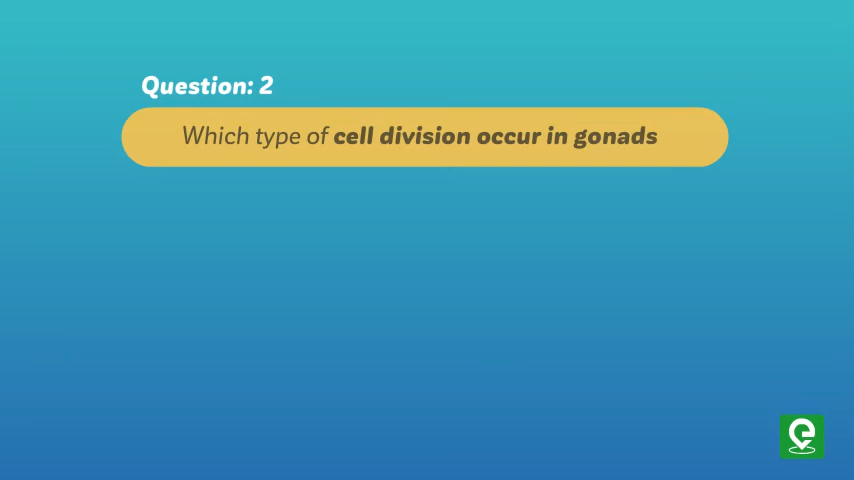 Question: 2
Which type of cell division occur in gonads